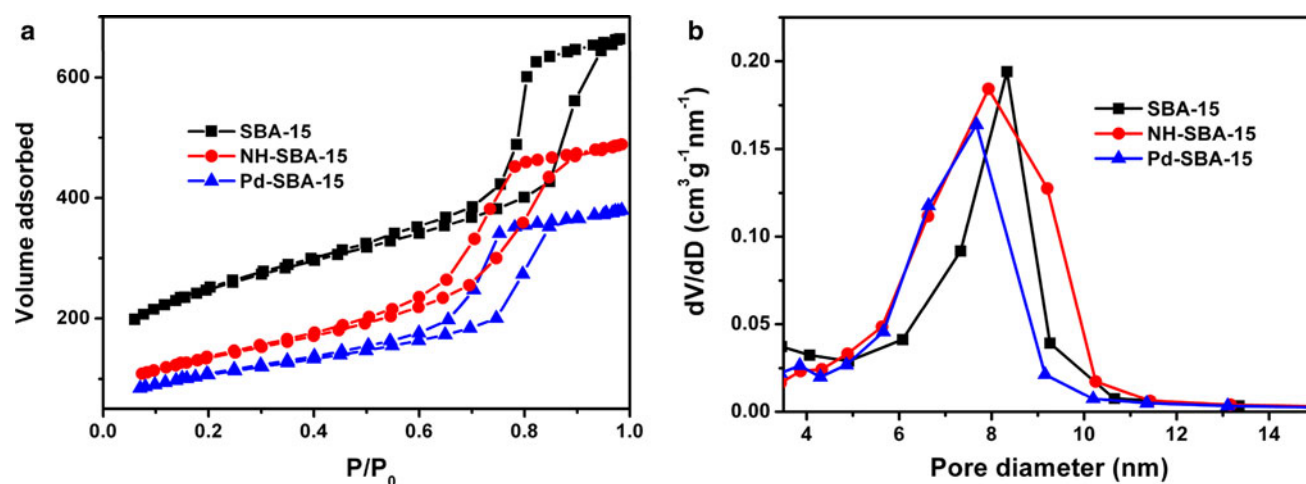 a
Volume adsorbed
600
400
200
0.0 0.2 0.4 0.6 0.8 1.0
P/P₀
SBA-15
NH-SBA-15
Pd-SBA-15
b
dV/dD (cm³g⁻¹nm⁻¹)
0.20
0.15
0.10
0.05
0.00
4 6 8 10 12 14
Pore diameter (nm)
SBA-15
NH-SBA-15
Pd-SBA-15